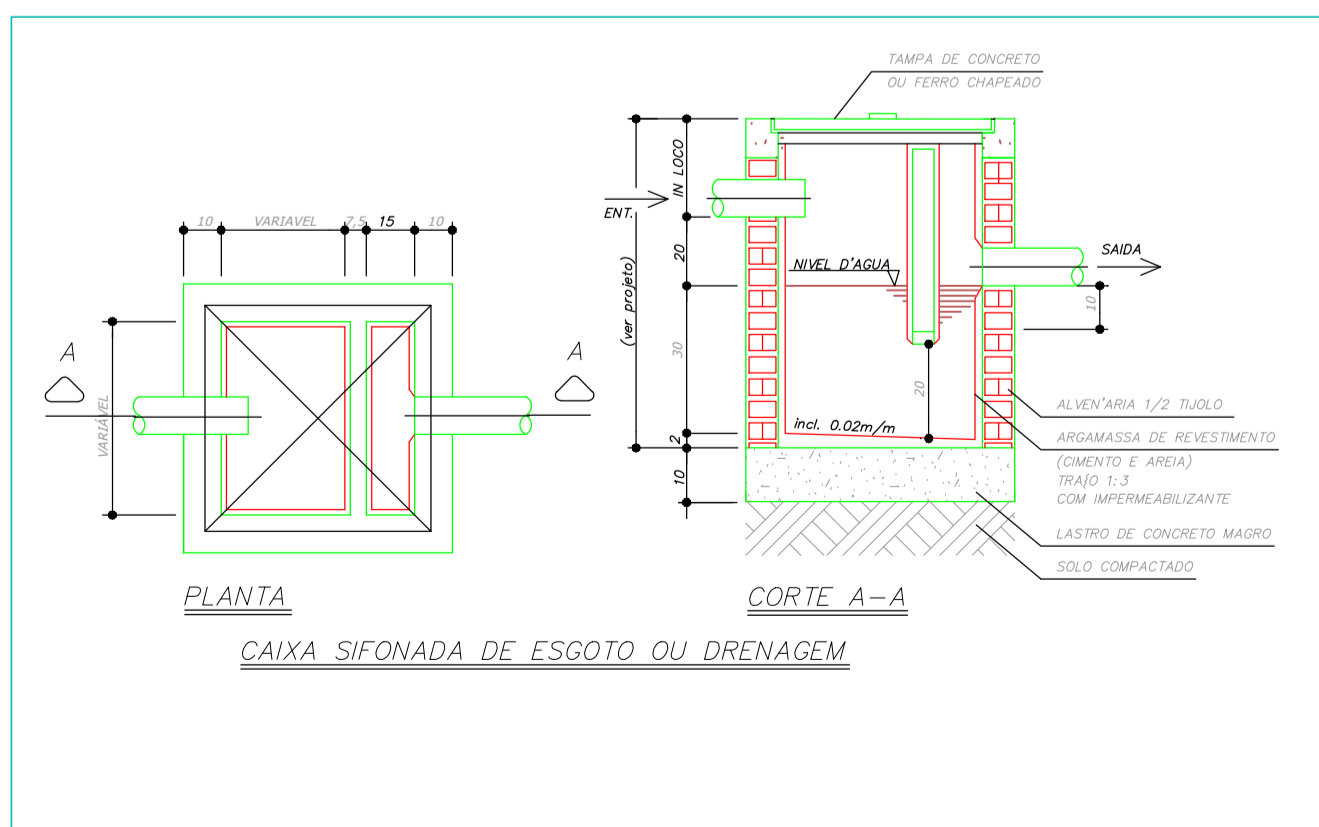 TAMPA DE CONCRETO
OU FERRO CHAPEADO
10 VARIAVEL 7,5 15 10
VARIÁVEL
A
A
ENT.
(ver projeto)
IN LOCO
20
30
2
10
NIVEL D'AGUA
SAIDA
10
20
incl. 0.02m/m
ALVEN'ARIA 1/2 TIJOLO
ARGAMASSA DE REVESTIMENTO
(CIMENTO E AREIA)
TRA{O 1:3
COM IMPERMEABILIZANTE
LASTRO DE CONCRETO MAGRO
SOLO COMPACTADO
PLANTA
CORTE A-A
CAIXA SIFONADA DE ESGOTO OU DRENAGEM